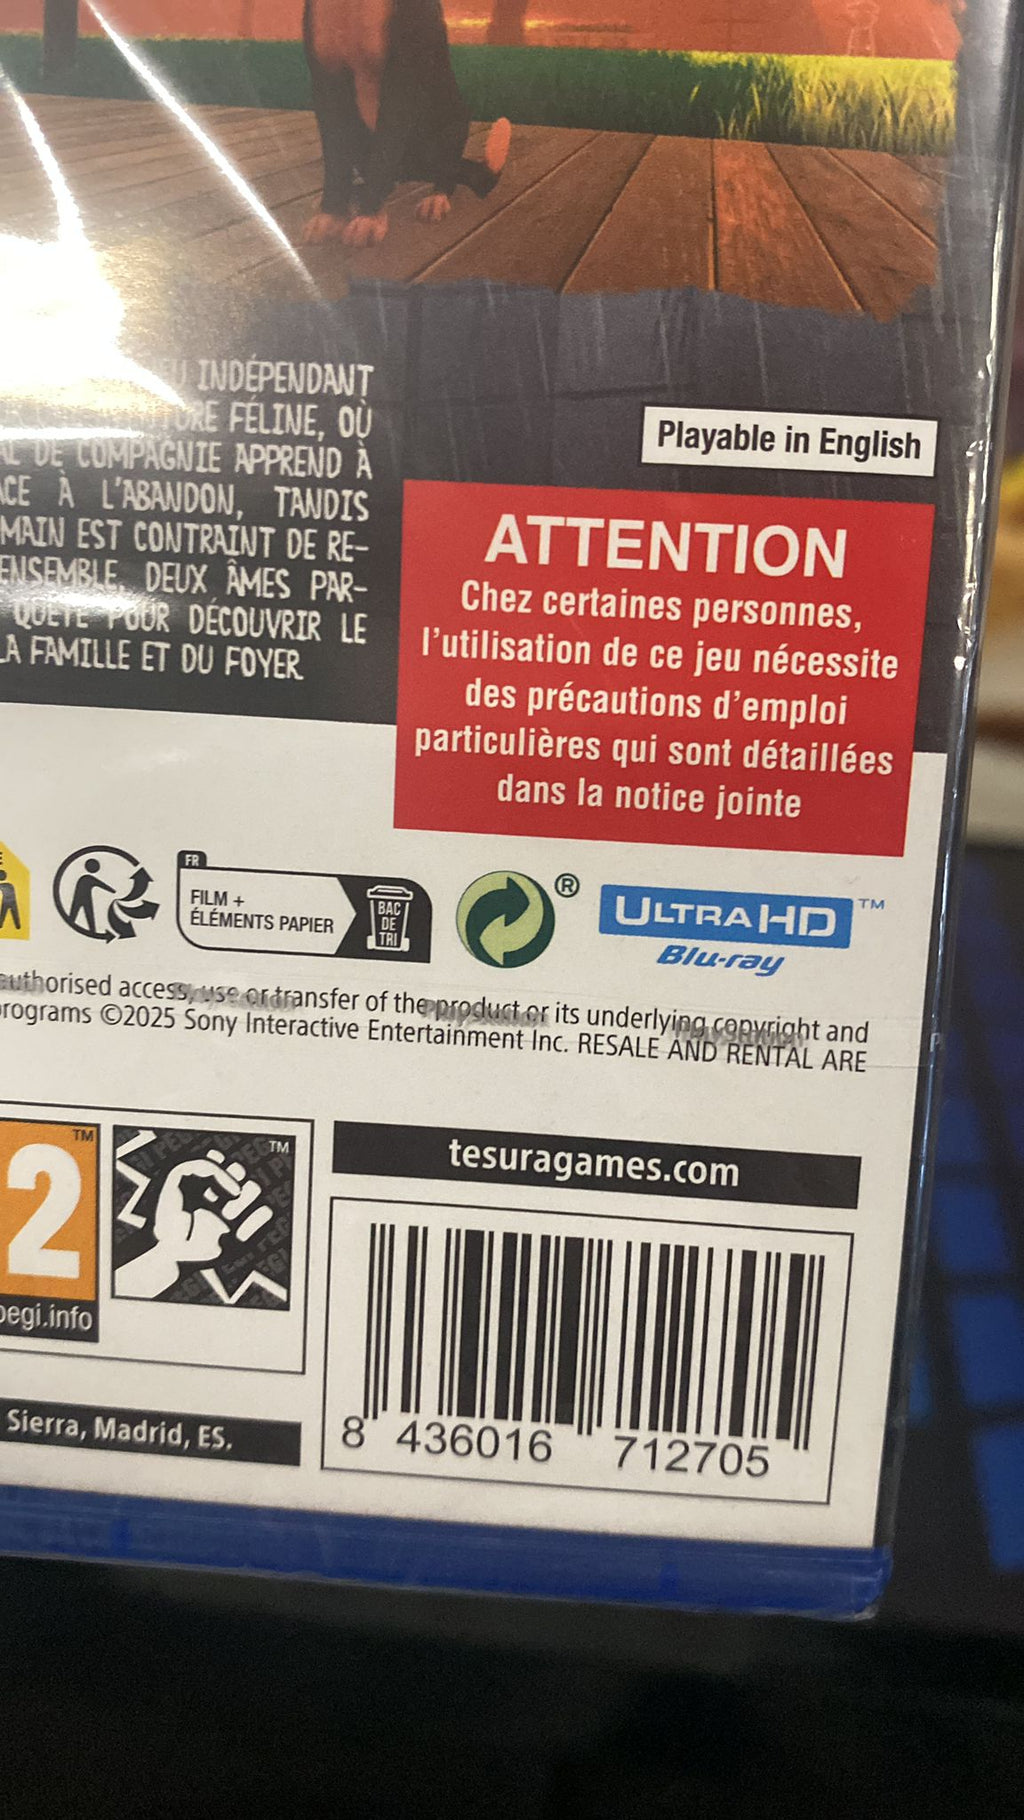 INDÉPENDANT
FÉLINE, OÙ
DE COMPAGNIE APPREND À
À L'ABANDON, TANDIS
MAIN EST CONTRAINT DE RE-
ENSEMBLE, DEUX ÂMES PAR-
QUÊTE POUR DÉCOUVRIR LE
LA FAMILLE ET DU FOYER
Playable in English
ATTENTION
Chez certaines personnes,
l'utilisation de ce jeu nécessite
des précautions d'emploi
particulières qui sont détaillées
dans la notice jointe
FR
FILM +
ÉLÉMENTS PAPIER
BAC
DE
TRI
®
ULTRA HD™
Blu-ray
authorised access, use or transfer of the product or its underlying copyright and
programs ©2025 Sony Interactive Entertainment Inc. RESALE AND RENTAL ARE
2™
pegi.info
™
tesuragames.com
Sierra, Madrid, ES.
8 436016 712705